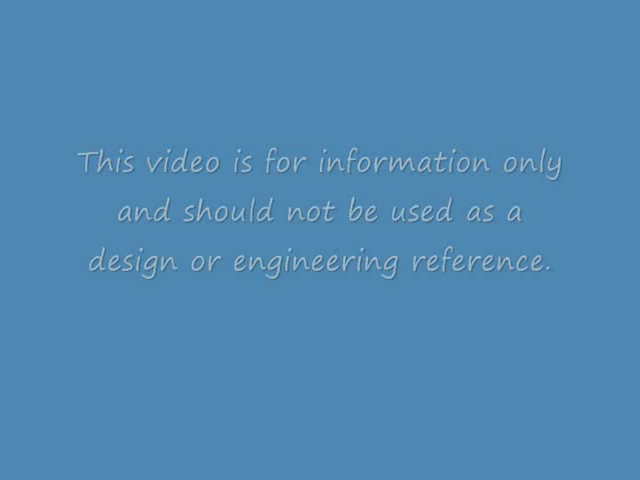 This video is for information only
and should not be used as a
design or engineering reference.